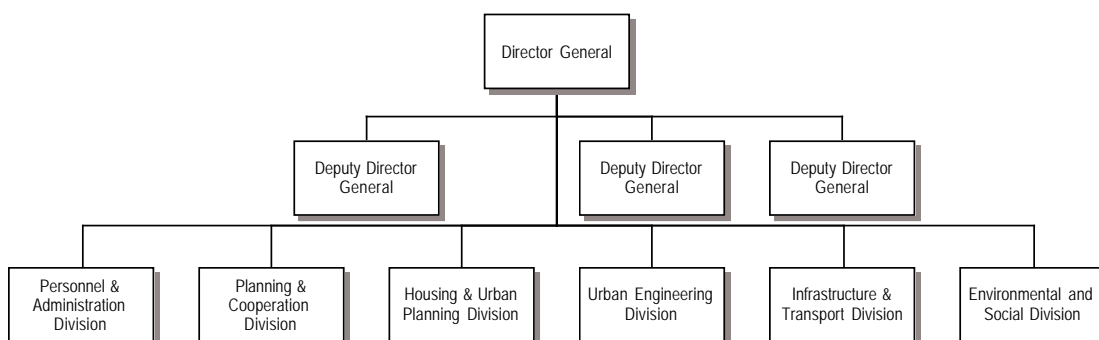 Director General
Deputy Director
General
Deputy Director
General
Deputy Director
General
Personnel &
Administration
Division
Planning &
Cooperation
Division
Housing & Urban
Planning Division
Urban Engineering
Division
Infrastructure &
Transport Division
Environmental and
Social Division